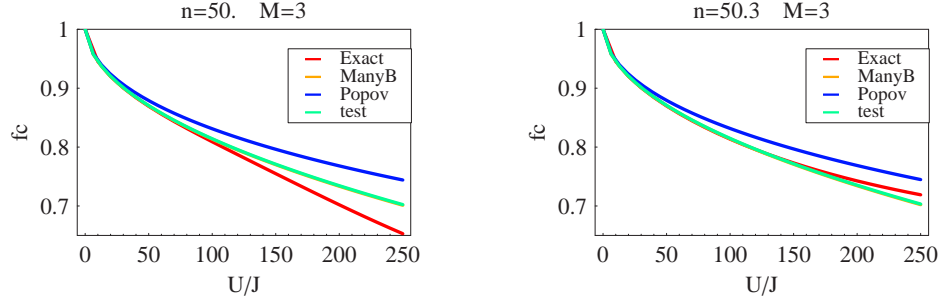 n=50. M=3
1
0.9
0.8
0.7
fc
Exact
ManyB
Popov
test
0 50 100 150 200 250
U/J
n=50.3 M=3
1
0.9
0.8
0.7
fc
Exact
ManyB
Popov
test
0 50 100 150 200 250
U/J